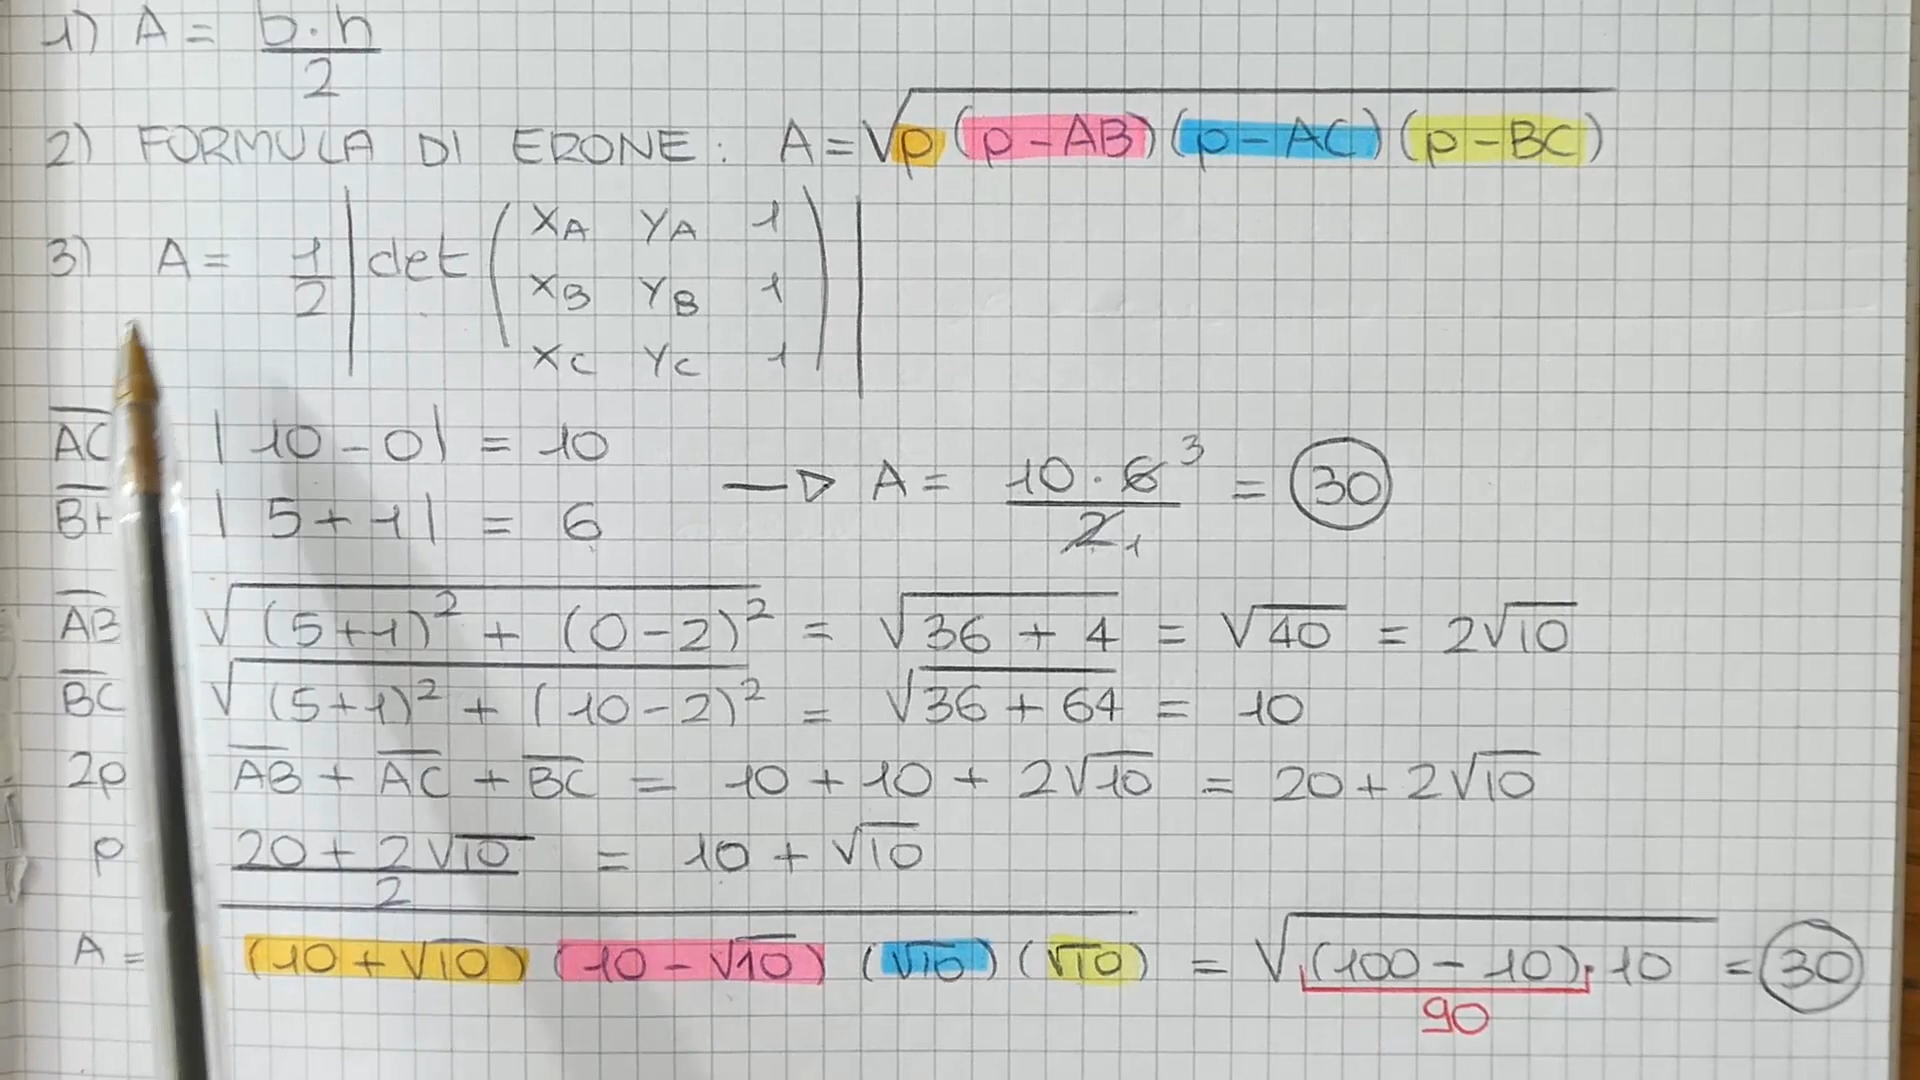 1) A = b·h / 2
2) FORMULA DI ERONE: A = √p(p-AB)(p-AC)(p-BC)
3) A = 1/2 |det ( xA yA 1
xB yB 1
xC yC 1 )|
AC |10-0| = 10
BH |5+1| = 6
→ A = 10·6 3 / 2 1 = 30
AB √(5+1)² + (0-2)² = √36+4 = √40 = 2√10
BC √(5+1)² + (10-2)² = √36+64 = 10
2p AB + AC + BC = 10 + 10 + 2√10 = 20 + 2√10
p 20 + 2√10 / 2 = 10 + √10
A = (10+√10)(10-√10)(√10)(√10) = √(100-10)·10 = 30
90